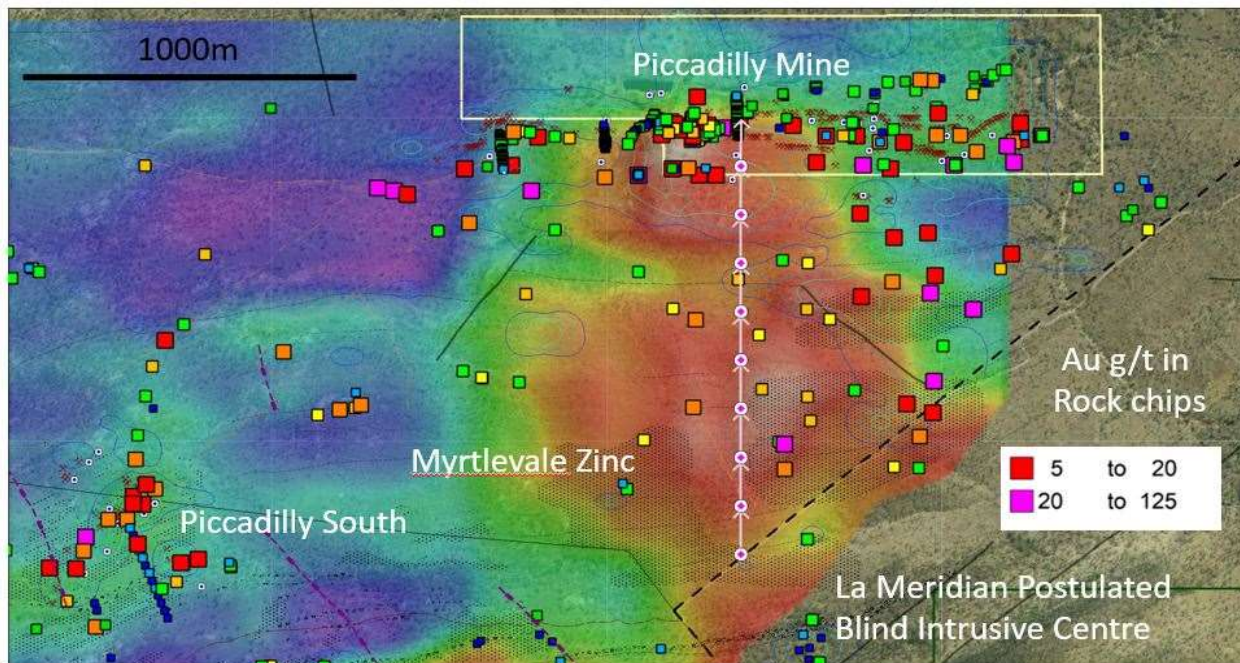 1000m
Piccadilly Mine
Au g/t in
Rock chips
Myrtlevale Zinc
5 to 20
20 to 125
Piccadilly South
La Meridian Postulated
Blind Intrusive Centre